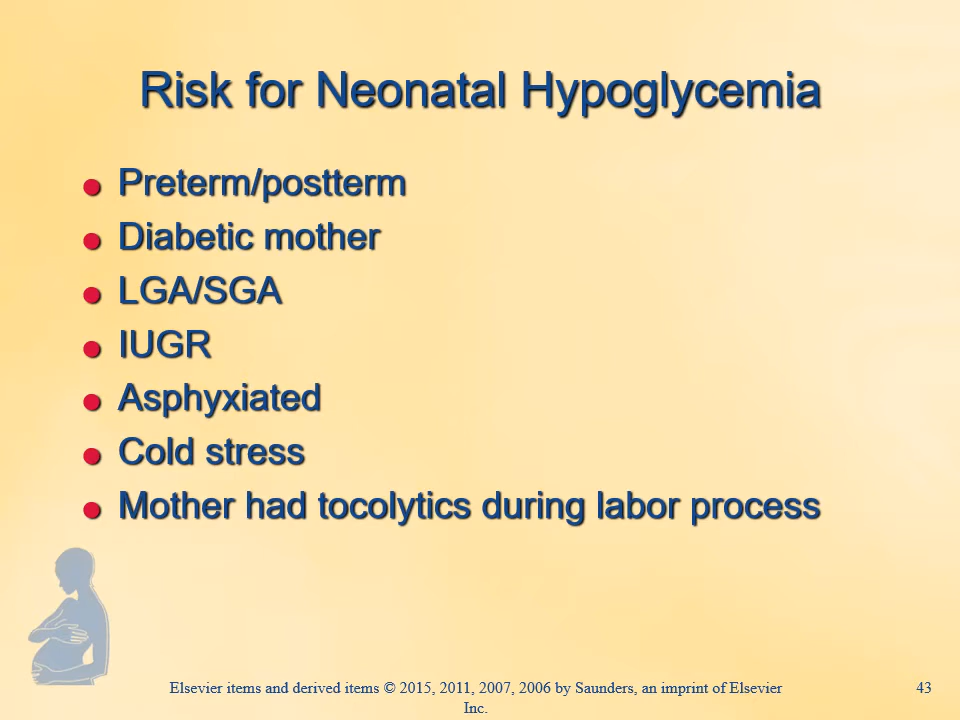 Risk for Neonatal Hypoglycemia
Preterm/postterm
Diabetic mother
LGA/SGA
IUGR
Asphyxiated
Cold stress
Mother had tocolytics during labor process
Elsevier items and derived items © 2015, 2011, 2007, 2006 by Saunders, an imprint of Elsevier
Inc.
43